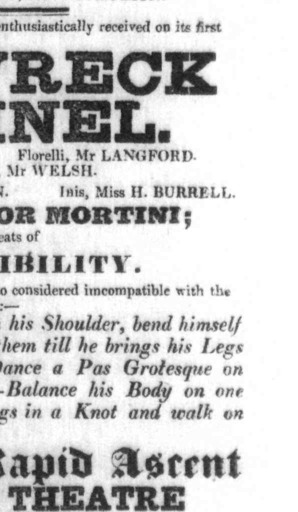 nthusiastically received on its first
RECK
NEL.
Florelli, Mr LANGFORD.
Mr WELSH.
Inis, Miss H. BURRELL.
OR MORTINI;
eats of
IBILITY.
o considered imcompatible with the
:—
his Shoulder, bend himself
hem till he brings his Legs
Dance a Pas Grotesque on
-Balance his Body on one
gs in a Knot and walk on
Rapid Ascent
THEATRE